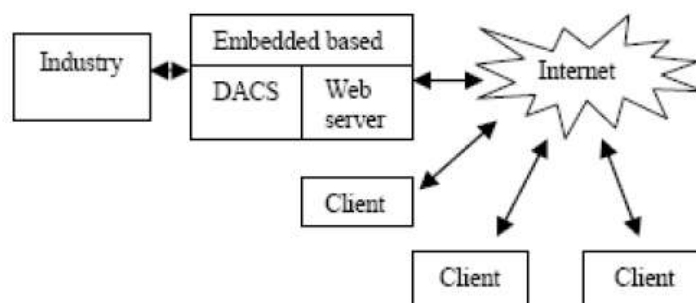 Industry
Embedded based
DACS
Web
server
Internet
Client
Client
Client